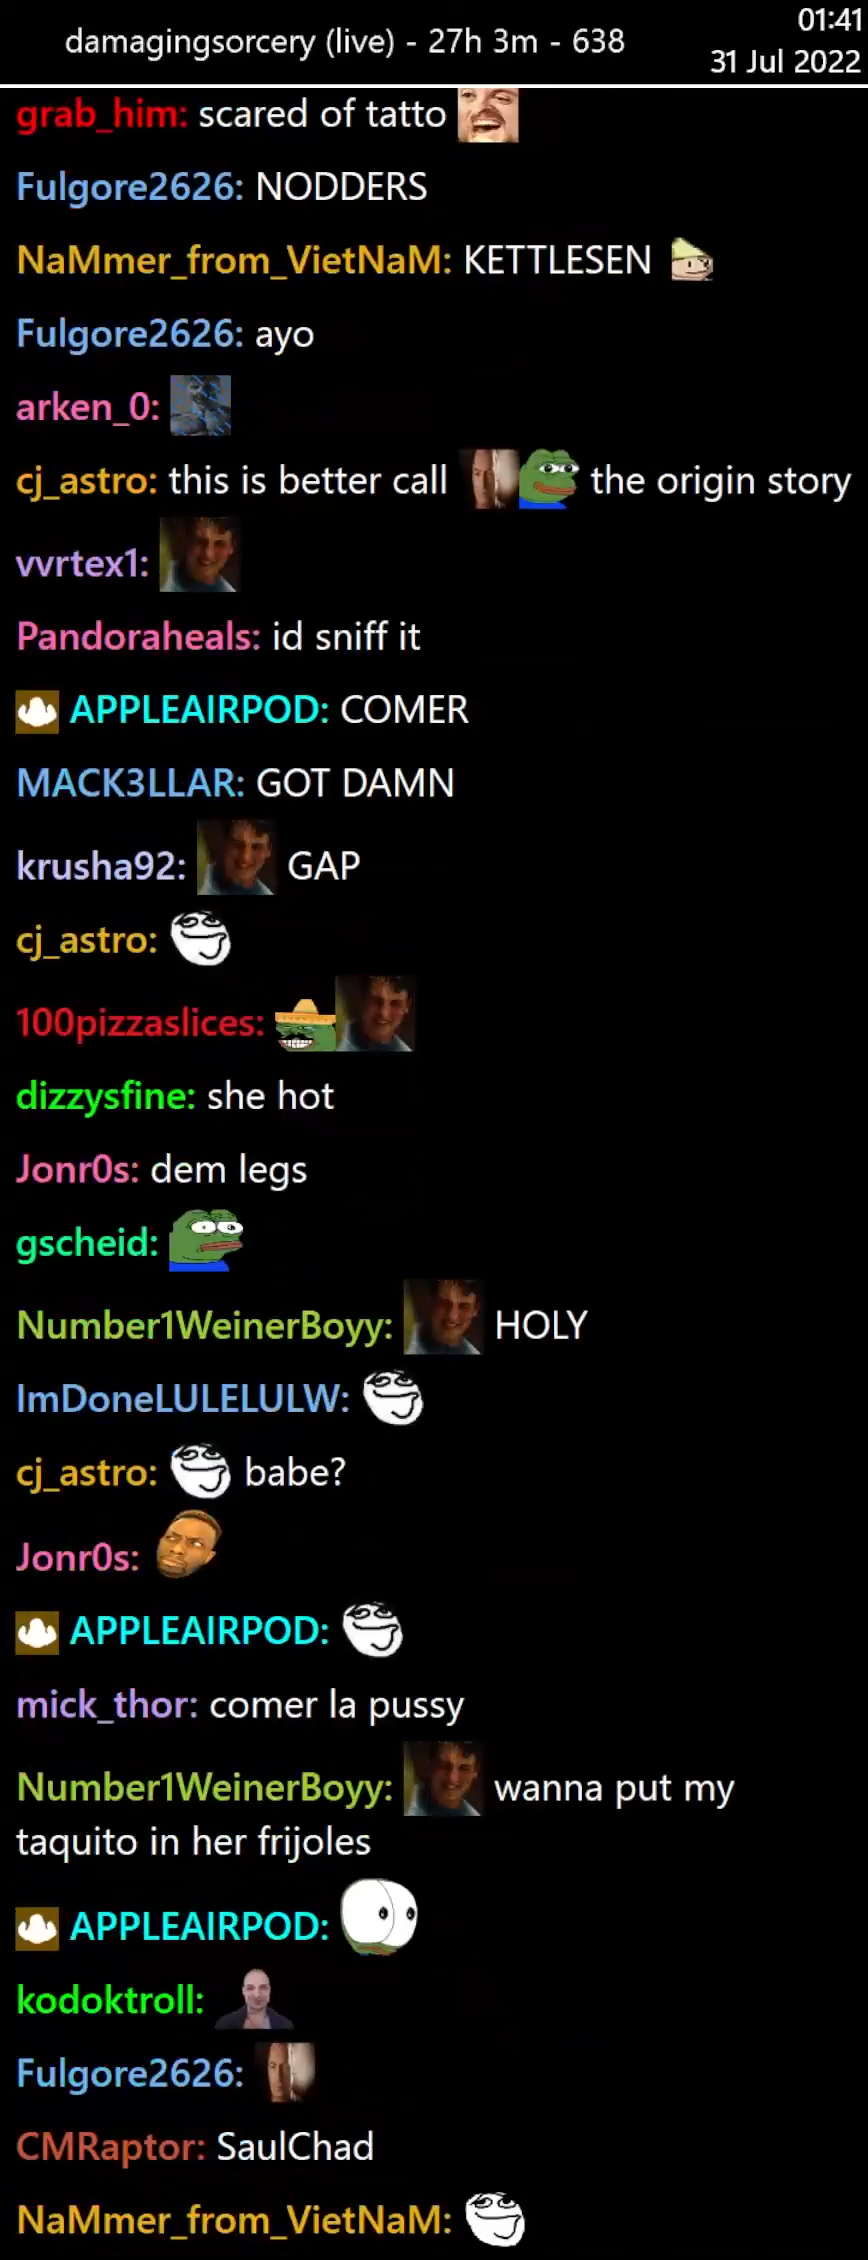 damagingsorcery (live) - 27h 3m - 638
01:41
31 Jul 2022
grab_him: scared of tatto
Fulgore2626: NODDERS
NaMmer_from_VietNaM: KETTLESEN
Fulgore2626: ayo
arken_0:
cj_astro: this is better call the origin story
vvrtex1:
Pandoraheals: id sniff it
APPLEAIRPOD: COMER
MACK3LLAR: GOT DAMN
krusha92: GAP
cj_astro:
100pizzaslices:
dizzysfine: she hot
Jonr0s: dem legs
gscheid:
Number1WeinerBoyy: HOLY
ImDoneLULELULW:
cj_astro: babe?
Jonr0s:
APPLEAIRPOD:
mick_thor: comer la pussy
Number1WeinerBoyy: wanna put my
taquito in her frijoles
APPLEAIRPOD:
kodoktroll:
Fulgore2626:
CMRaptor: SaulChad
NaMmer_from_VietNaM: